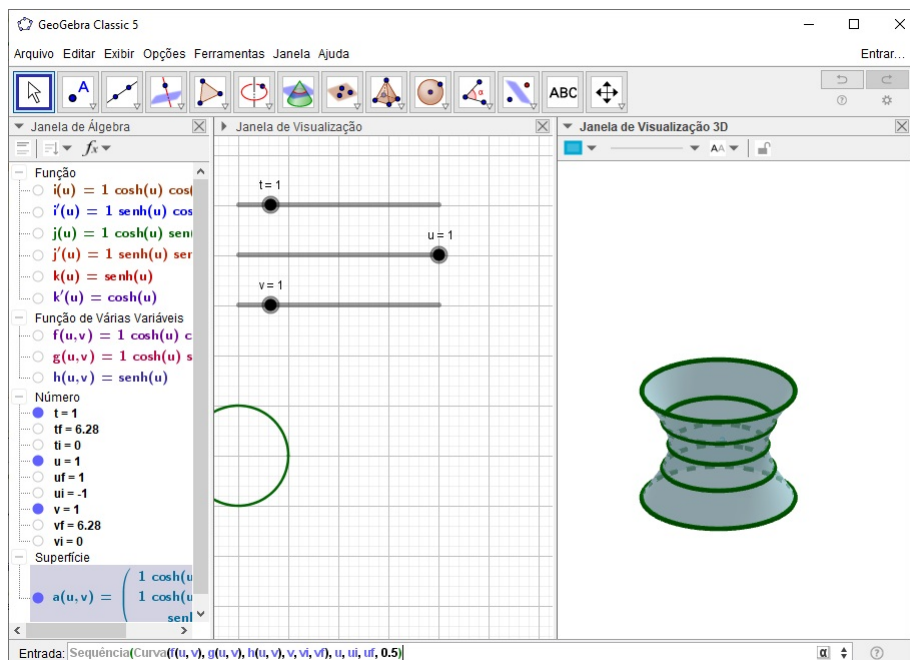 GeoGebra Classic 5
Arquivo Editar Exibir Opções Ferramentas Janela Ajuda Entrar...
ABC
Janela de Álgebra
fx
Função
i(u) = 1 cosh(u) cos(
i′(u) = 1 senh(u) cos
j(u) = 1 cosh(u) sen(
j′(u) = 1 senh(u) ser
k(u) = senh(u)
k′(u) = cosh(u)
Função de Várias Variáveis
f(u,v) = 1 cosh(u) c
g(u,v) = 1 cosh(u) s
h(u,v) = senh(u)
Número
t = 1
tf = 6.28
ti = 0
u = 1
uf = 1
ui = -1
v = 1
vf = 6.28
vi = 0
Superfície
1 cosh(u
a(u,v) = ( 1 cosh(u
senl
Janela de Visualização
t = 1
u = 1
v = 1
Janela de Visualização 3D
AA
Entrada: Sequência(Curva(f(u, v), g(u, v), h(u, v), v, vi, vf), u, ui, uf, 0.5)
α